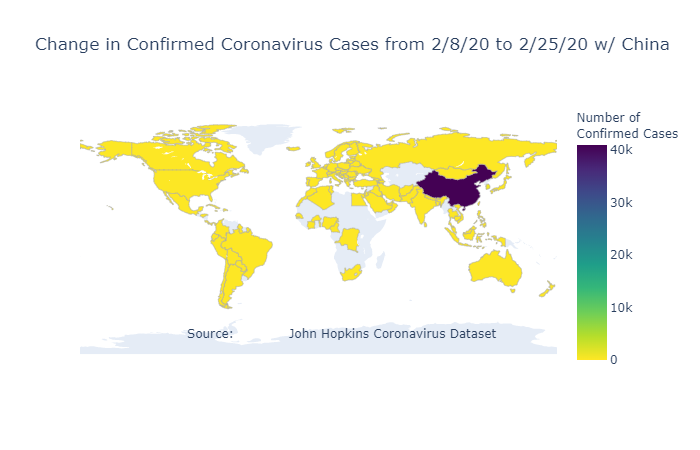 Change in Confirmed Coronavirus Cases from 2/8/20 to 2/25/20 w/ China
Number of
Confirmed Cases
40k
30k
20k
10k
0
Source: John Hopkins Coronavirus Dataset